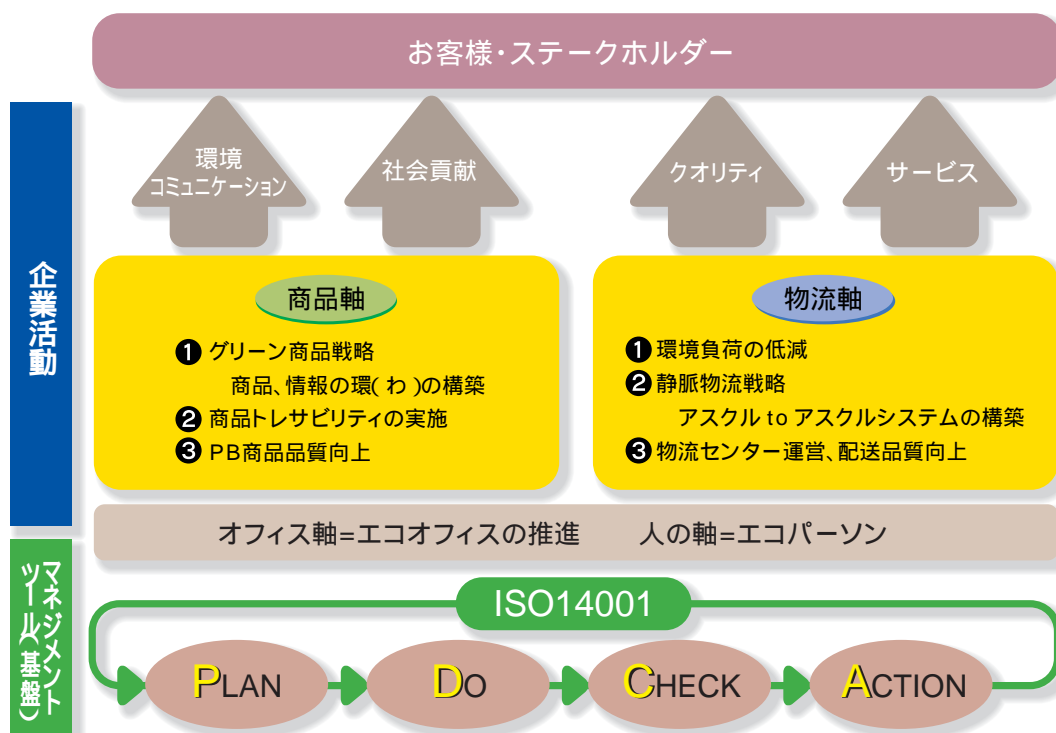 お客様・ステークホルダー
環境
コミュニケーション
社会貢献
クオリティ
サービス
企業活動
商品軸
❶ グリーン商品戦略
商品、情報の環(わ)の構築
❷ 商品トレサビリティの実施
❸ PB商品品質向上
物流軸
❶ 環境負荷の低減
❷ 静脈物流戦略
アスクル to アスクルシステムの構築
❸ 物流センター運営、配送品質向上
オフィス軸=エコオフィスの推進 人の軸=エコパーソン
マネジメント
ツール(基盤)
ISO14001
PLAN
DO
CHECK
ACTION